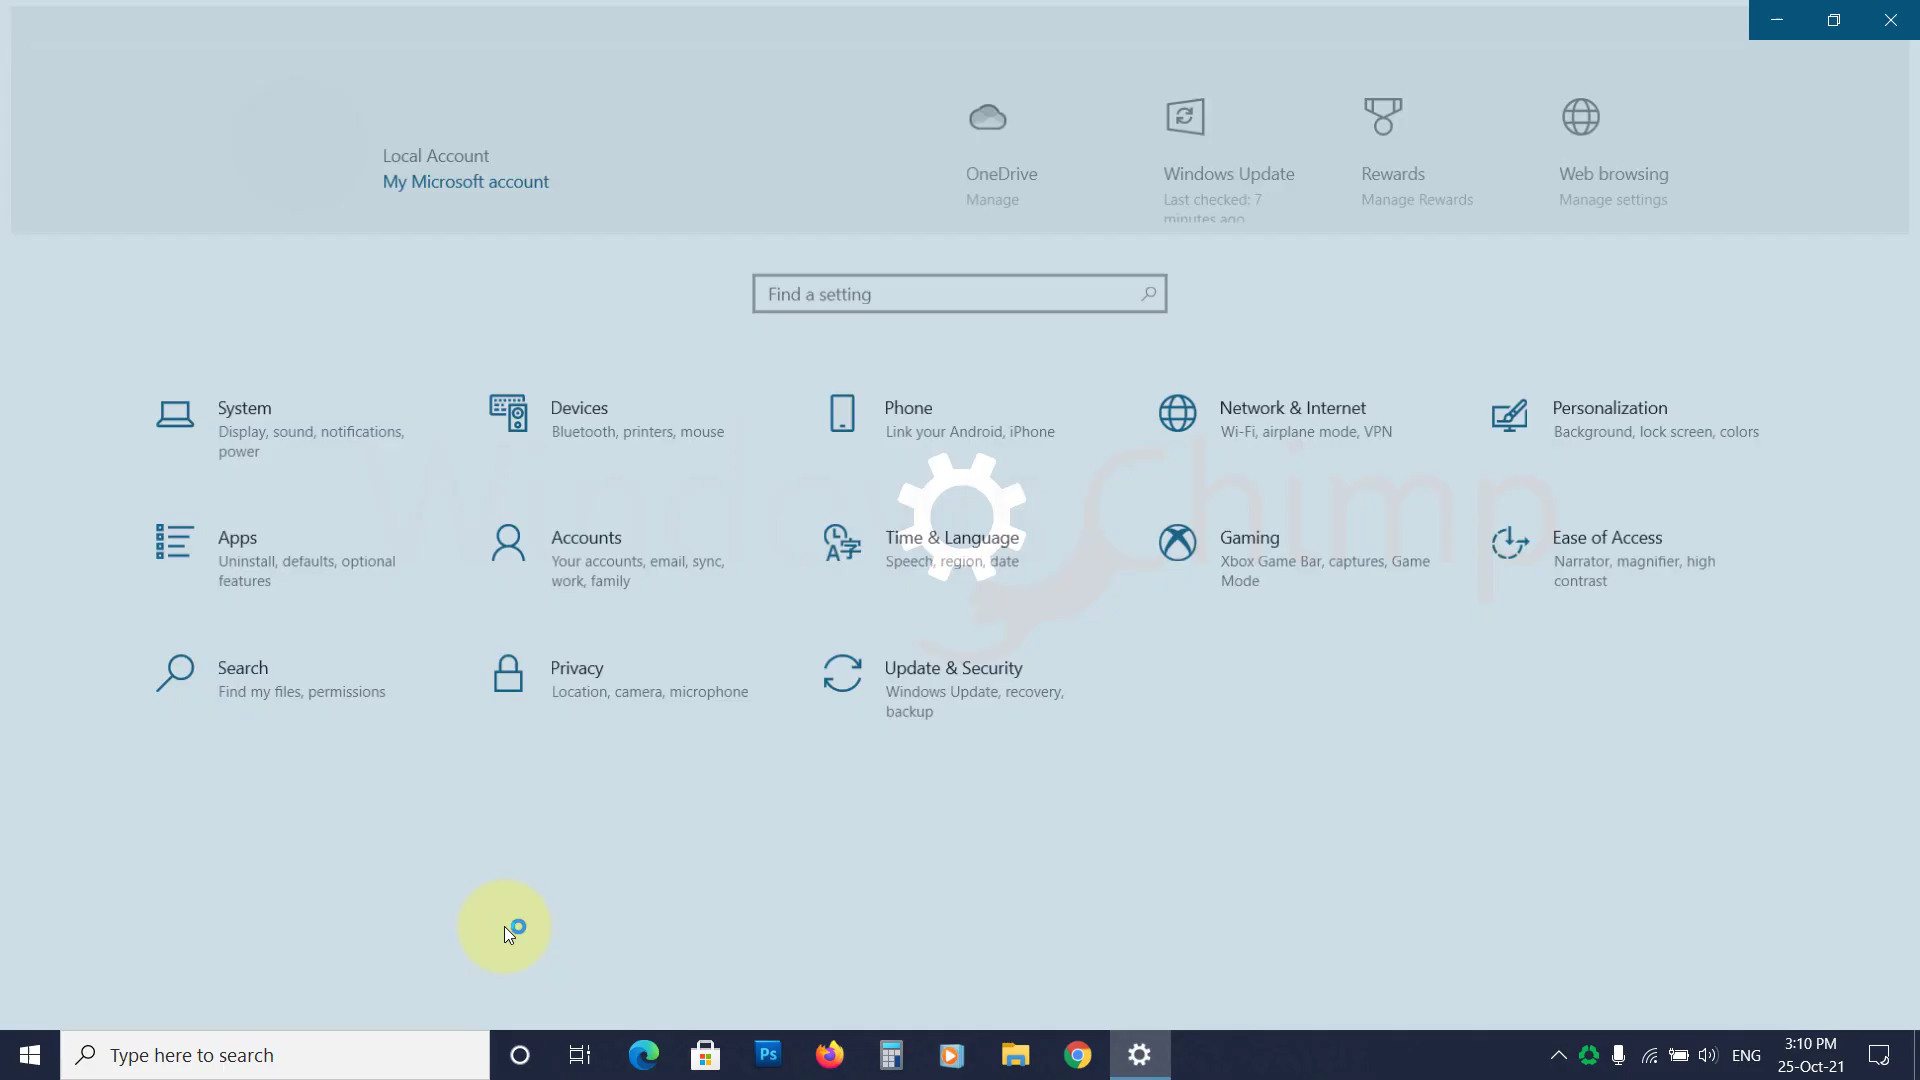 Local Account
My Microsoft account
OneDrive
Manage
Windows Update
Last checked: 7
minutes ago
Rewards
Manage Rewards
Web browsing
Manage settings
Find a setting
System
Display, sound, notifications,
power
Devices
Bluetooth, printers, mouse
Phone
Link your Android, iPhone
Network & Internet
Wi-Fi, airplane mode, VPN
Personalization
Background, lock screen, colors
Windows Chimp
Apps
Uninstall, defaults, optional
features
Accounts
Your accounts, email, sync,
work, family
Time & Language
Speech, region, date
Gaming
Xbox Game Bar, captures, Game
Mode
Ease of Access
Narrator, magnifier, high
contrast
Search
Find my files, permissions
Privacy
Location, camera, microphone
Update & Security
Windows Update, recovery,
backup
Type here to search
Ps
ENG
3:10 PM
25-Oct-21